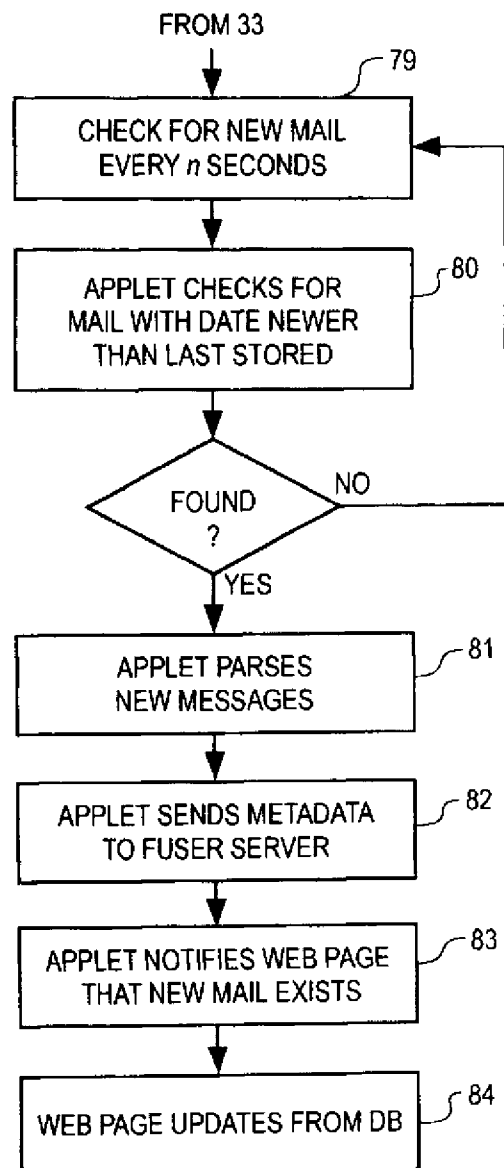 FROM 33
79
CHECK FOR NEW MAIL
EVERY n SECONDS
80
APPLET CHECKS FOR
MAIL WITH DATE NEWER
THAN LAST STORED
FOUND
?
NO
YES
81
APPLET PARSES
NEW MESSAGES
82
APPLET SENDS METADATA
TO FUSER SERVER
83
APPLET NOTIFIES WEB PAGE
THAT NEW MAIL EXISTS
84
WEB PAGE UPDATES FROM DB